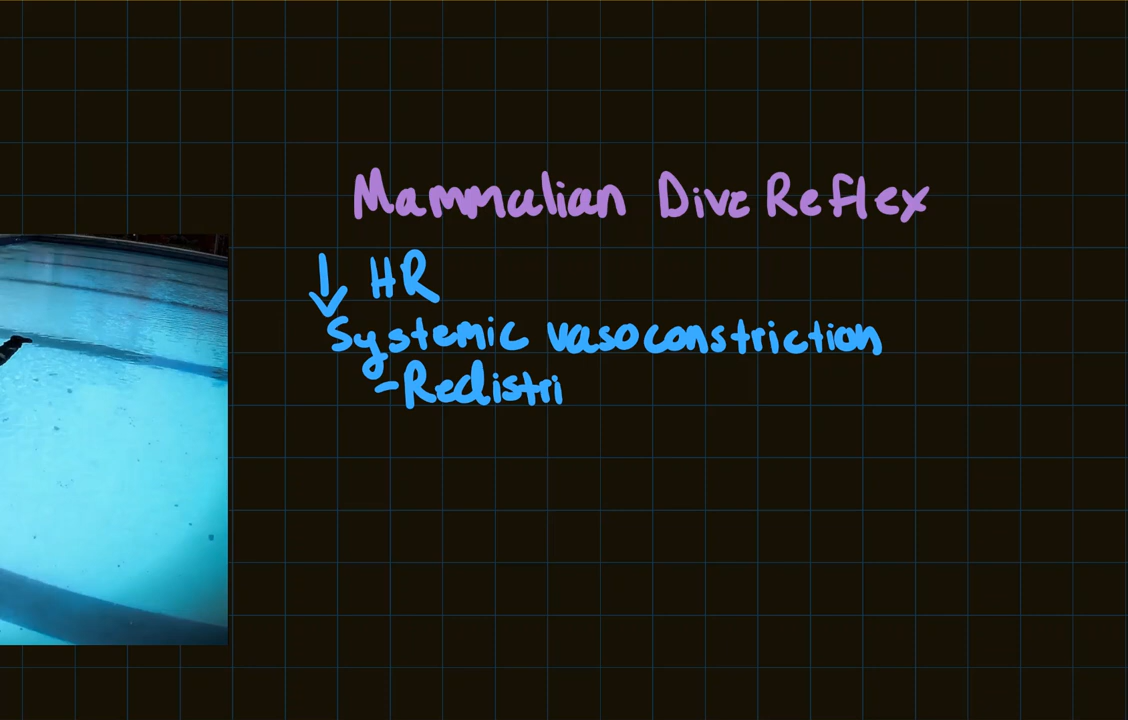 Mammalian Dive Reflex
↓ HR
Systemic vasoconstriction
-Redistri